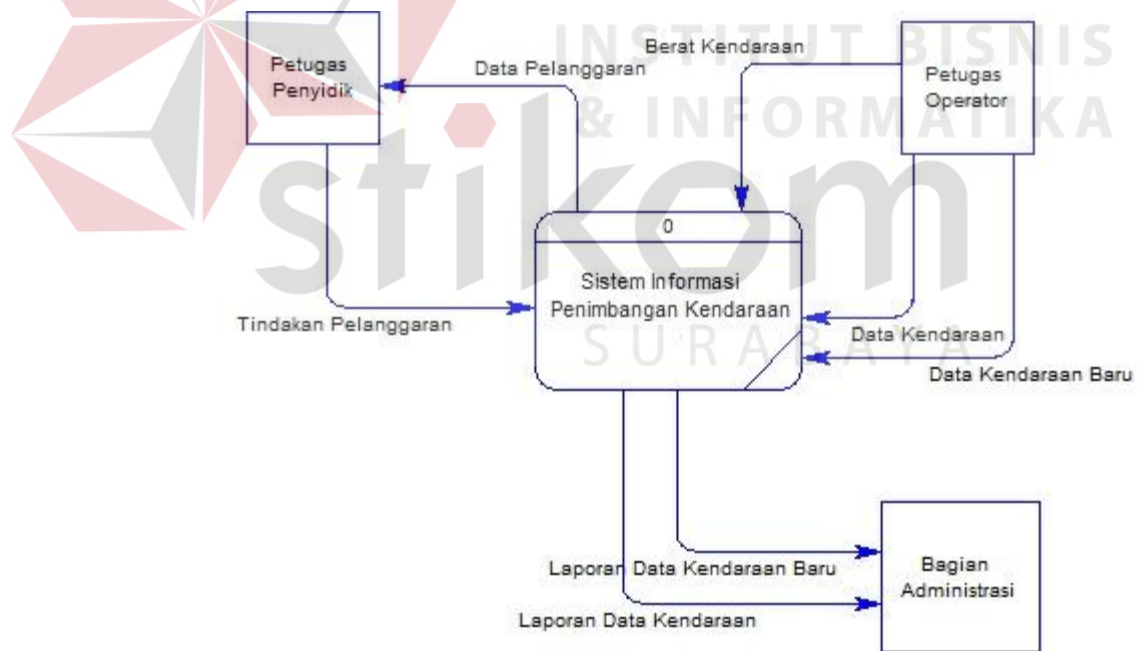 INSTITUT BISNIS
& INFORMATIKA
stikom
SURABAYA
Petugas
Penyidik
Data Pelanggaran
Berat Kendaraan
Petugas
Operator
0
Sistem Informasi
Penimbangan Kendaraan
Tindakan Pelanggaran
Data Kendaraan
Data Kendaraan Baru
Laporan Data Kendaraan Baru
Laporan Data Kendaraan
Bagian
Administrasi